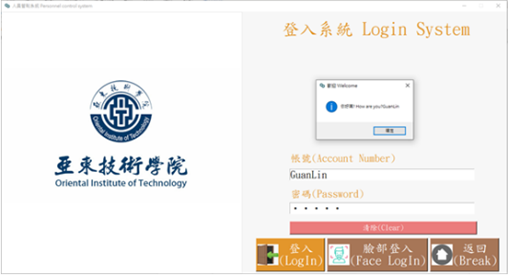 人員管制系統 Personnel control system
登入系統 Login System
亞東技術學院
Oriental Institute of Technology
歡迎 Welcome
你好嗎? How are you!GuanLin
確定
帳號(Account Number)
GuanLin
密碼(Password)
•••••
清除(Clear)
登入
(LogIn)
臉部登入
(Face LogIn)
返回
(Break)